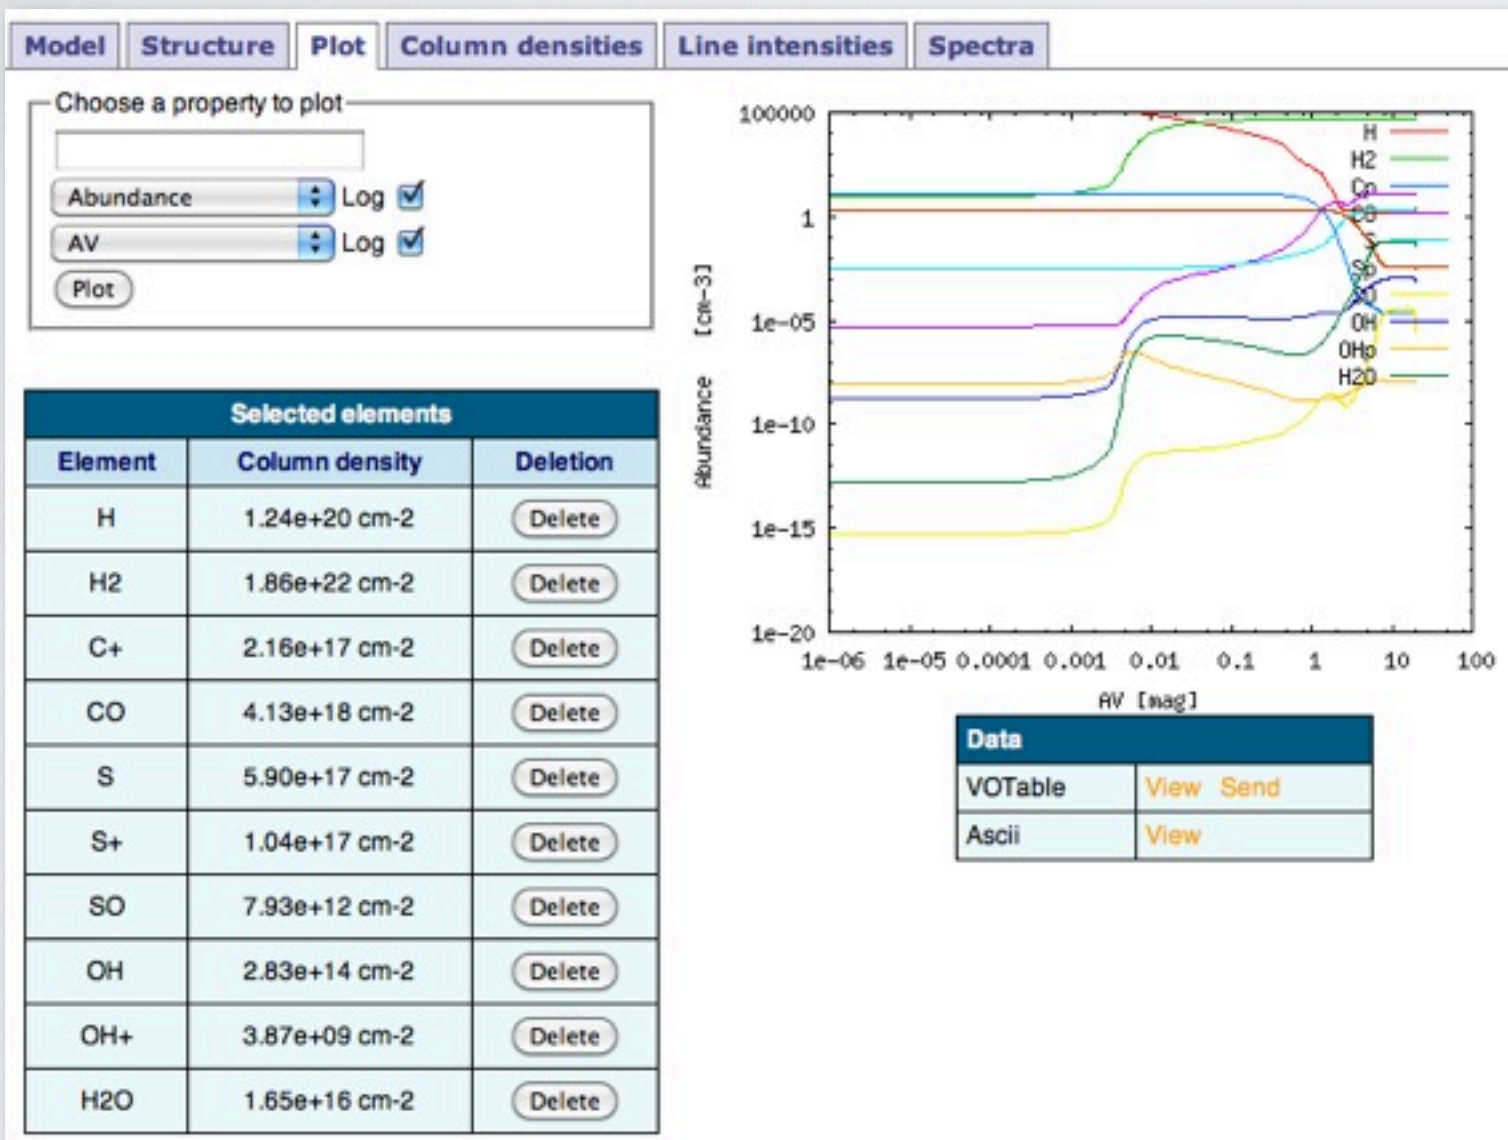 Model Structure Plot Column densities Line intensities Spectra
Choose a property to plot
Abundance Log
AV Log
Plot
Selected elements
Element Column density Deletion
H 1.24e+20 cm-2 Delete
H2 1.86e+22 cm-2 Delete
C+ 2.16e+17 cm-2 Delete
CO 4.13e+18 cm-2 Delete
S 5.90e+17 cm-2 Delete
S+ 1.04e+17 cm-2 Delete
SO 7.93e+12 cm-2 Delete
OH 2.83e+14 cm-2 Delete
OH+ 3.87e+09 cm-2 Delete
H2O 1.65e+16 cm-2 Delete
100000
1
1e-05
1e-10
1e-15
1e-20
Abundance [cm-3]
H
H2
Cp
S
Sp
OH
OHp
H2O
1e-06 1e-05 0.0001 0.001 0.01 0.1 1 10 100
AV [mag]
Data
VOTable View Send
Ascii View